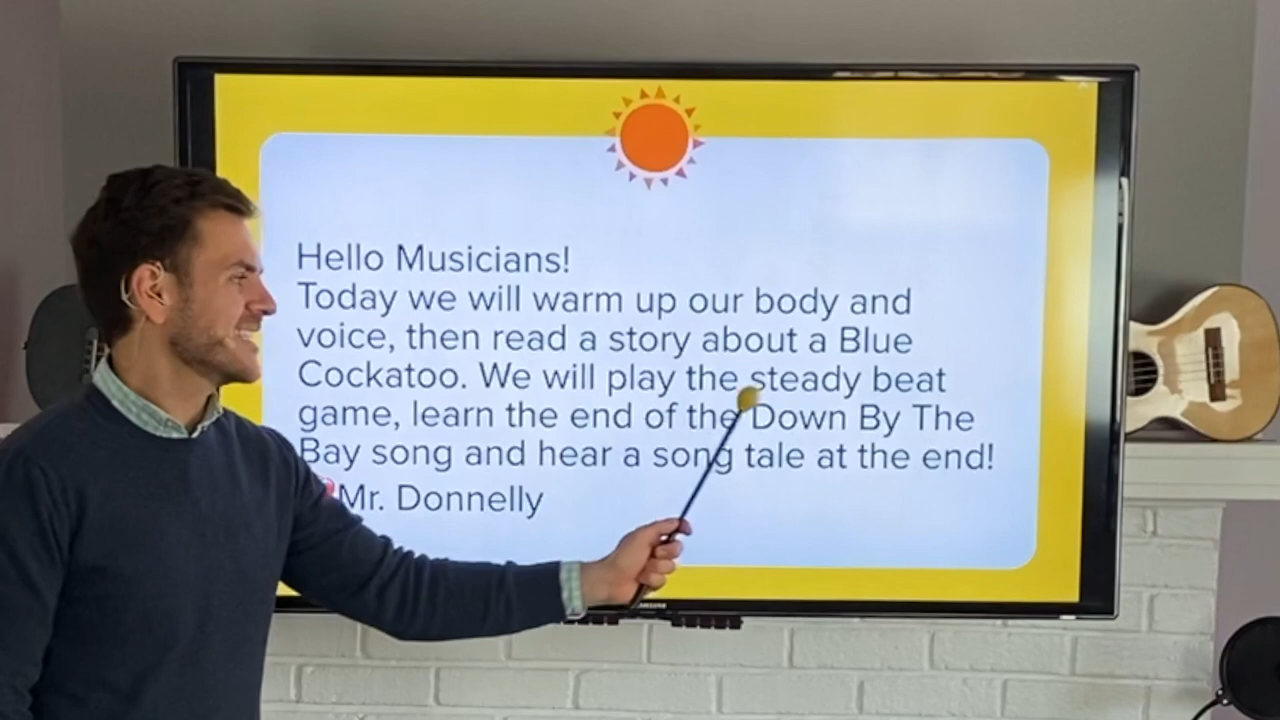 Hello Musicians!
Today we will warm up our body and
voice, then read a story about a Blue
Cockatoo. We will play the steady beat
game, learn the end of the Down By The
Bay song and hear a song tale at the end!
Mr. Donnelly
SAMSUNG